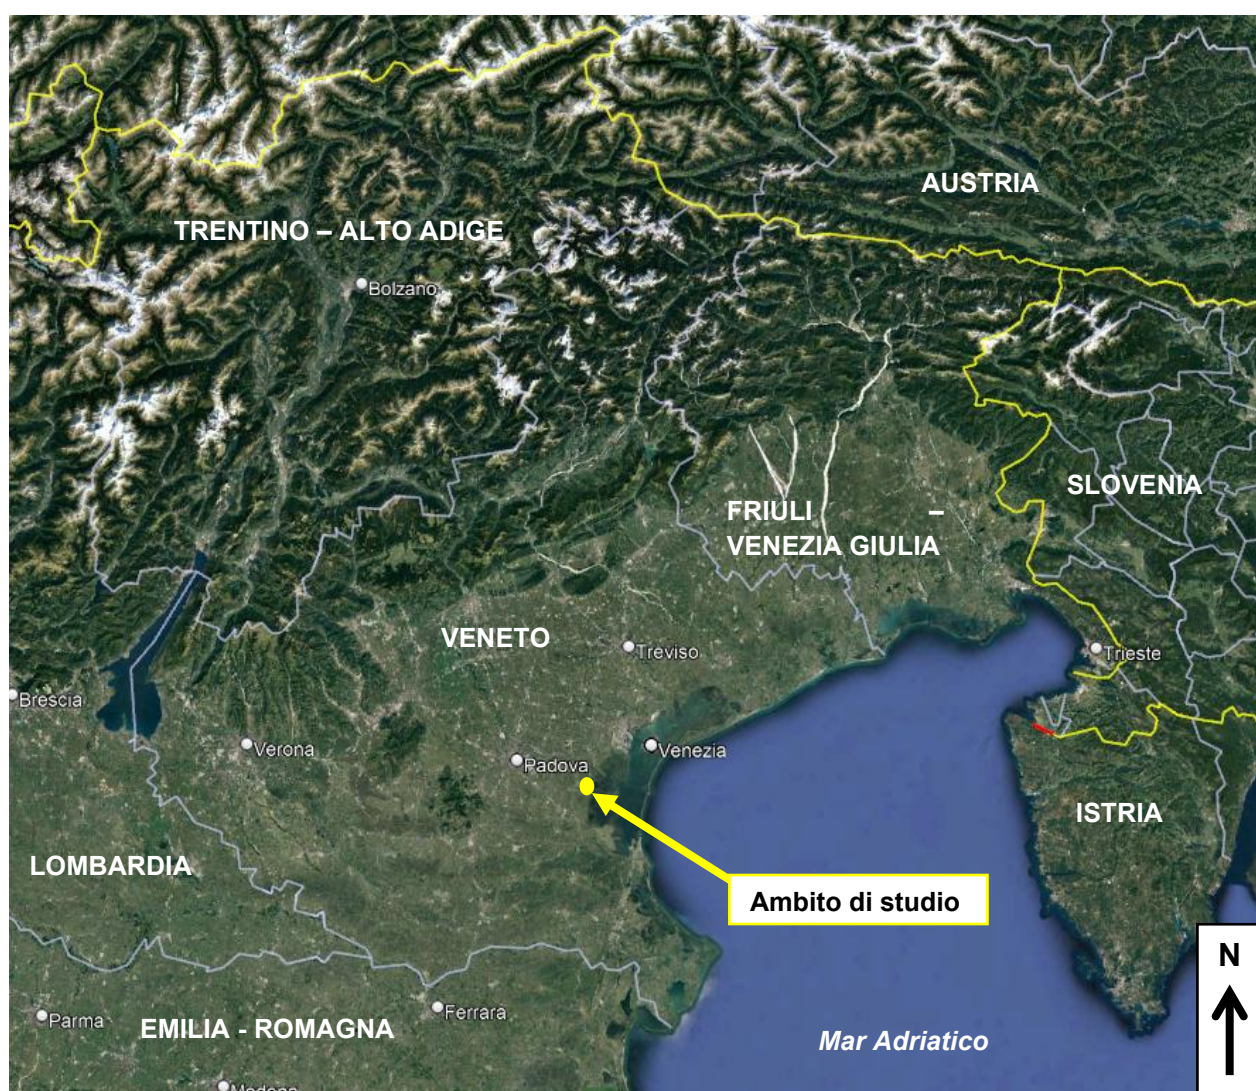 AUSTRIA
TRENTINO – ALTO ADIGE
Bolzano
SLOVENIA
FRIULI –
VENEZIA GIULIA
VENETO
Treviso
Trieste
Brescia
Verona
Venezia
Padova
ISTRIA
LOMBARDIA
Ambito di studio
N
Parma
EMILIA - ROMAGNA
Ferrara
Mar Adriatico
Modena